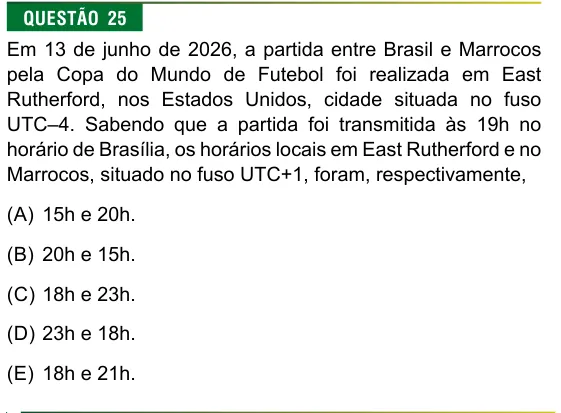 QUESTÃO 25
Em 13 de junho de 2026, a partida entre Brasil e Marrocos
pela Copa do Mundo de Futebol foi realizada em East
Rutherford, nos Estados Unidos, cidade situada no fuso
UTC–4. Sabendo que a partida foi transmitida às 19h no
horário de Brasília, os horários locais em East Rutherford e no
Marrocos, situado no fuso UTC+1, foram, respectivamente,
(A) 15h e 20h.
(B) 20h e 15h.
(C) 18h e 23h.
(D) 23h e 18h.
(E) 18h e 21h.